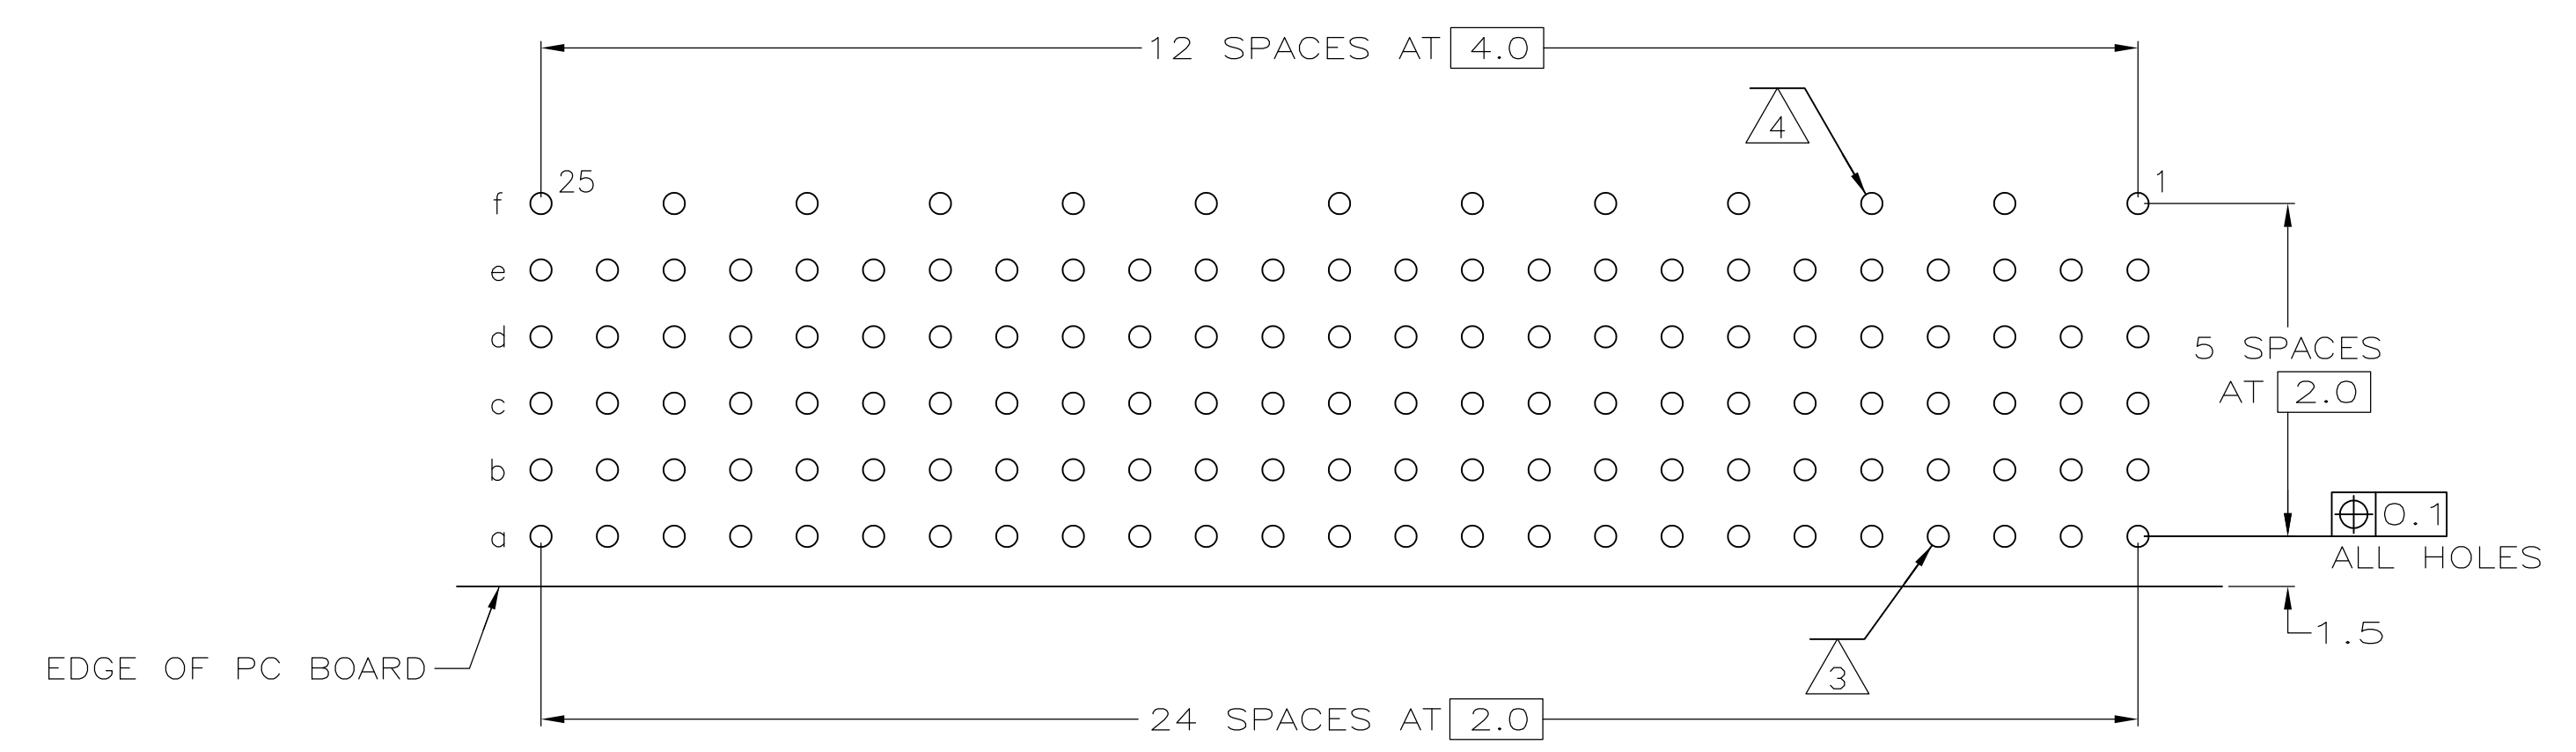 12 SPACES AT 4.0
4
25
1
f
e
d
5 SPACES
AT 2.0
c
b
0.1
a
ALL HOLES
1.5
EDGE OF PC BOARD
3
24 SPACES AT 2.0